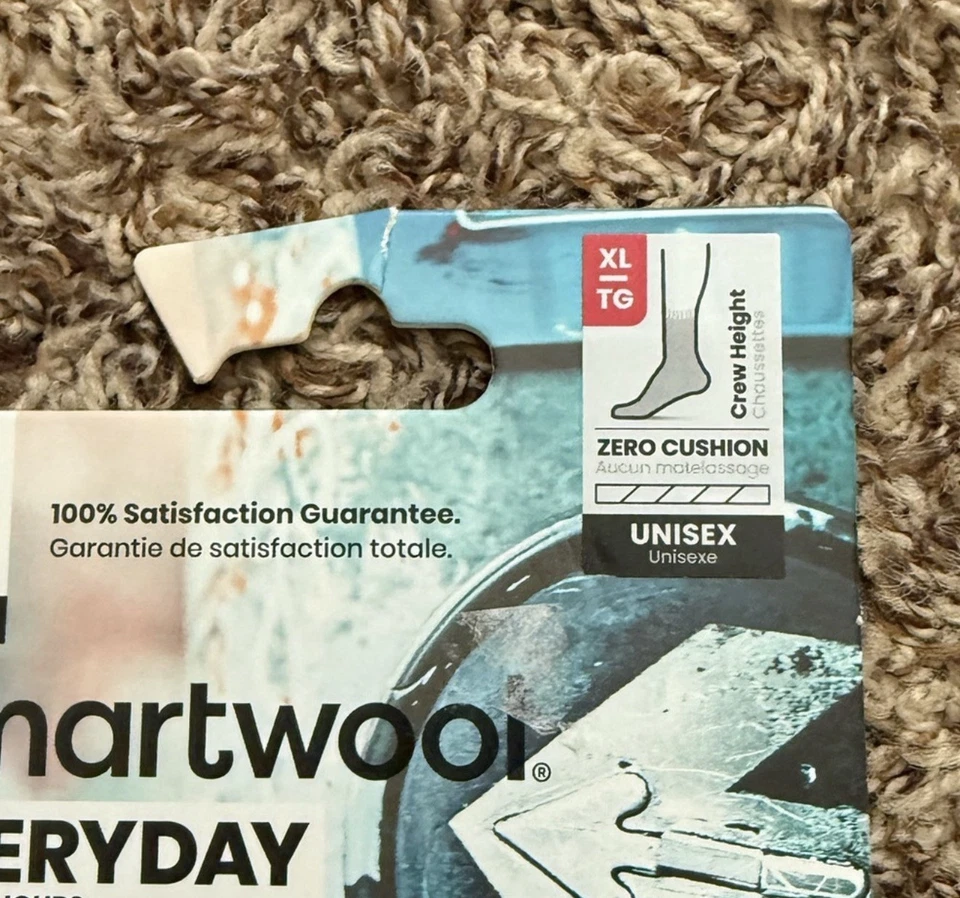 XL
TG
Crew Height
Chaussettes
ZERO CUSHION
Aucun matelassage
UNISEX
Unisexe
100% Satisfaction Guarantee.
Garantie de satisfaction totale.
martwool®
ERYDAY